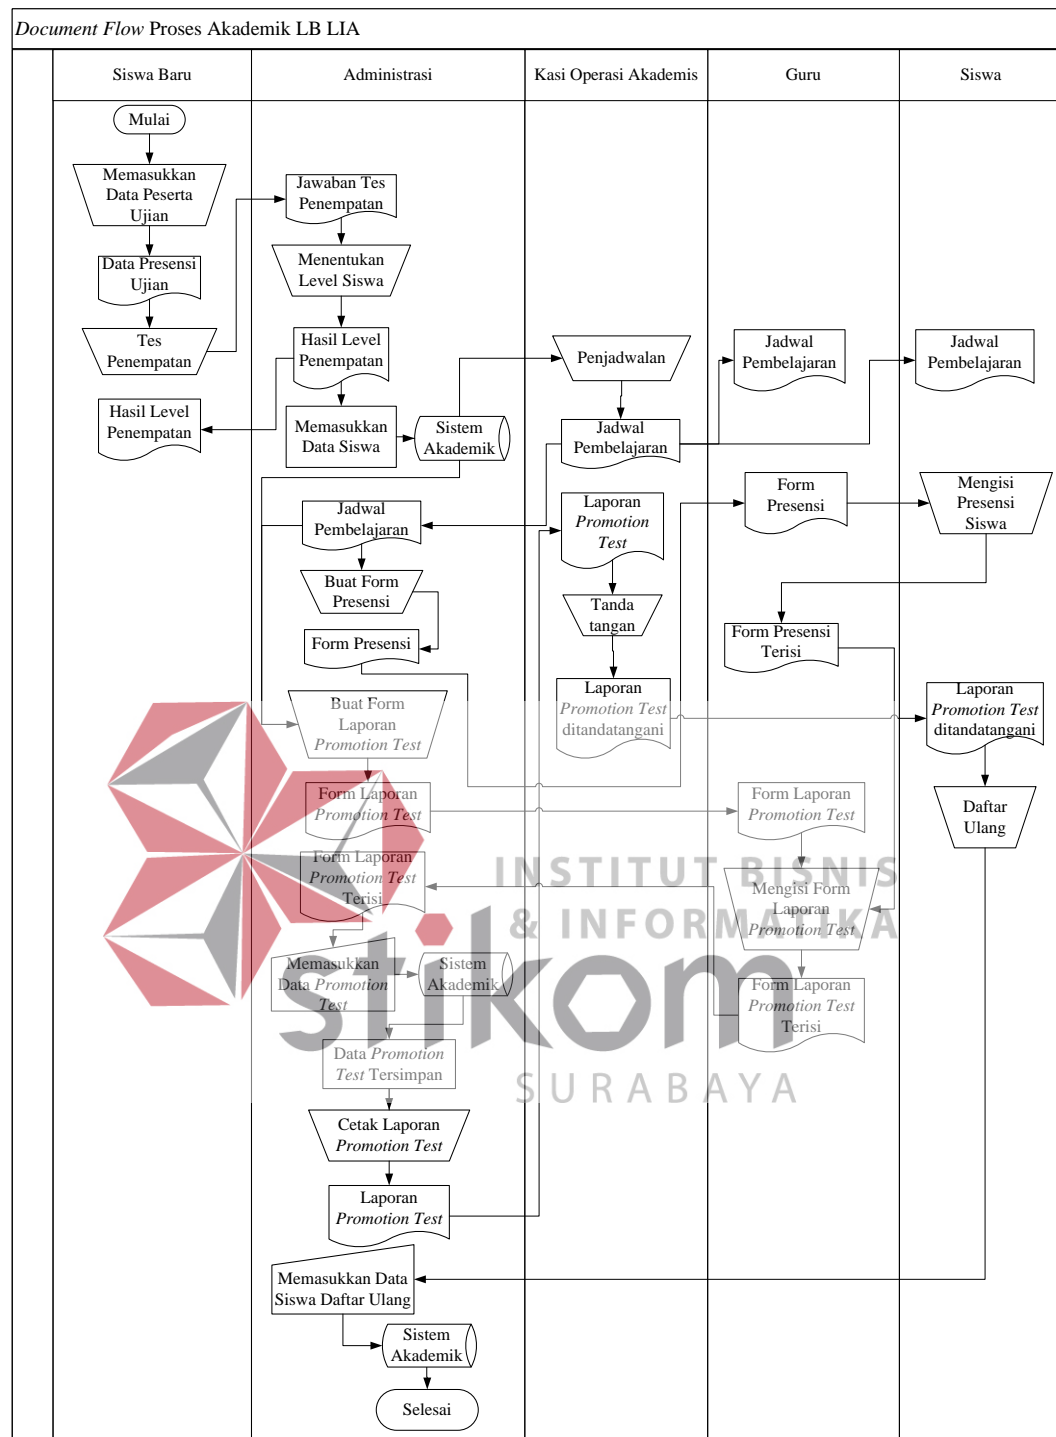 Document Flow Proses Akademik LB LIA
Siswa Baru
Administrasi
Kasi Operasi Akademis
Guru
Siswa
Mulai
Memasukkan
Data Peserta
Ujian
Data Presensi
Ujian
Tes
Penempatan
Hasil Level
Penempatan
Jawaban Tes
Penempatan
Menentukan
Level Siswa
Hasil Level
Penempatan
Memasukkan
Data Siswa
Sistem
Akademik
Jadwal
Pembelajaran
Buat Form
Presensi
Form Presensi
Buat Form
Laporan
Promotion Test
Form Laporan
Promotion Test
Form Laporan
Promotion Test
Terisi
Memasukkan
Data Promotion
Test
Sistem
Akademik
Data Promotion
Test Tersimpan
Cetak Laporan
Promotion Test
Laporan
Promotion Test
Memasukkan Data
Siswa Daftar Ulang
Sistem
Akademik
Selesai
Penjadwalan
Jadwal
Pembelajaran
Laporan
Promotion
Test
Tanda
tangan
Laporan
Promotion Test
ditandatangani
Jadwal
Pembelajaran
Form
Presensi
Form Presensi
Terisi
Form Laporan
Promotion Test
Mengisi Form
Laporan
Promotion Test
Form Laporan
Promotion Test
Terisi
Jadwal
Pembelajaran
Mengisi
Presensi
Siswa
Laporan
Promotion Test
ditandatangani
Daftar
Ulang
INSTITUT BISNIS
& INFORMATIKA
stikom
SURABAYA